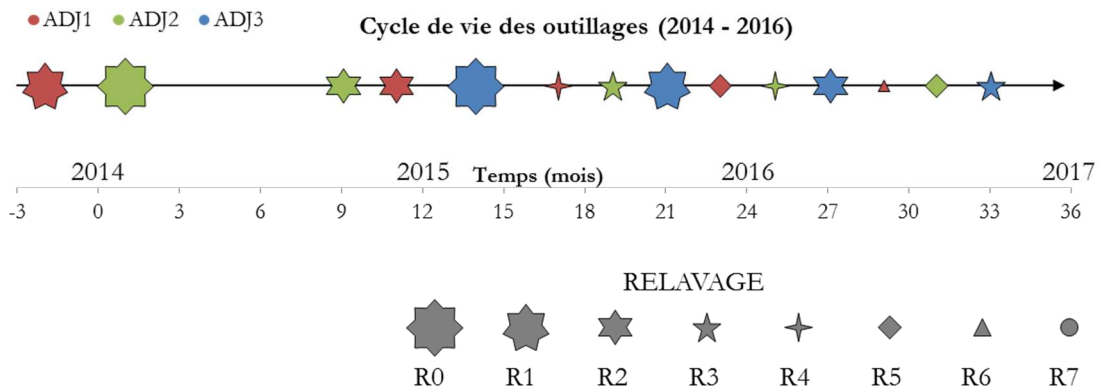 ADJ1 ADJ2 ADJ3
Cycle de vie des outillages (2014 - 2016)
2014 2015 Temps (mois) 2016 2017
-3 0 3 6 9 12 15 18 21 24 27 30 33 36
RELAVAGE
R0 R1 R2 R3 R4 R5 R6 R7